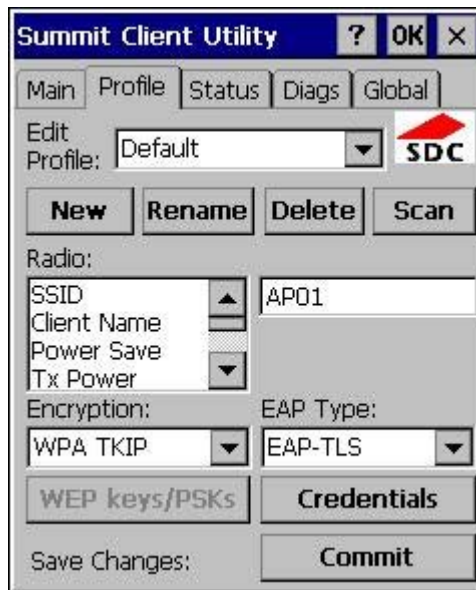 Summit Client Utility ? OK ×
Main Profile Status Diags Global
Edit Profile: Default SDC
New Rename Delete Scan
Radio:
SSID AP01
Client Name
Power Save
Tx Power
Encryption: EAP Type:
WPA TKIP EAP-TLS
WEP keys/PSKs Credentials
Save Changes: Commit